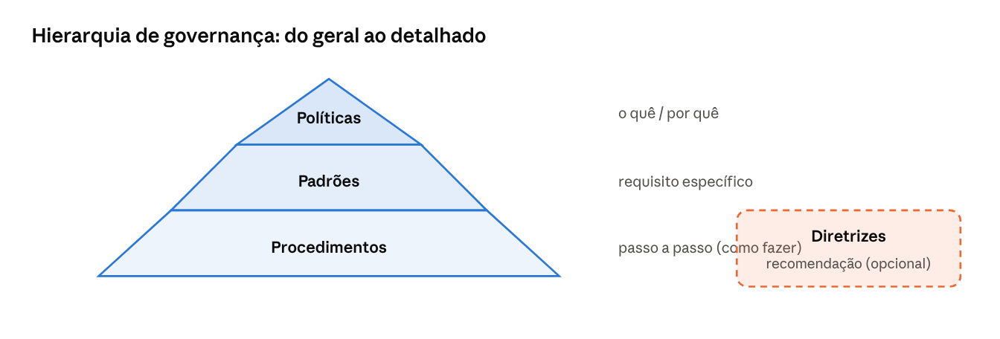 Hierarquia de governança: do geral ao detalhado
Políticas
o quê / por quê
Padrões
requisito específico
Procedimentos
passo a passo (como fazer)
Diretrizes
recomendação (opcional)